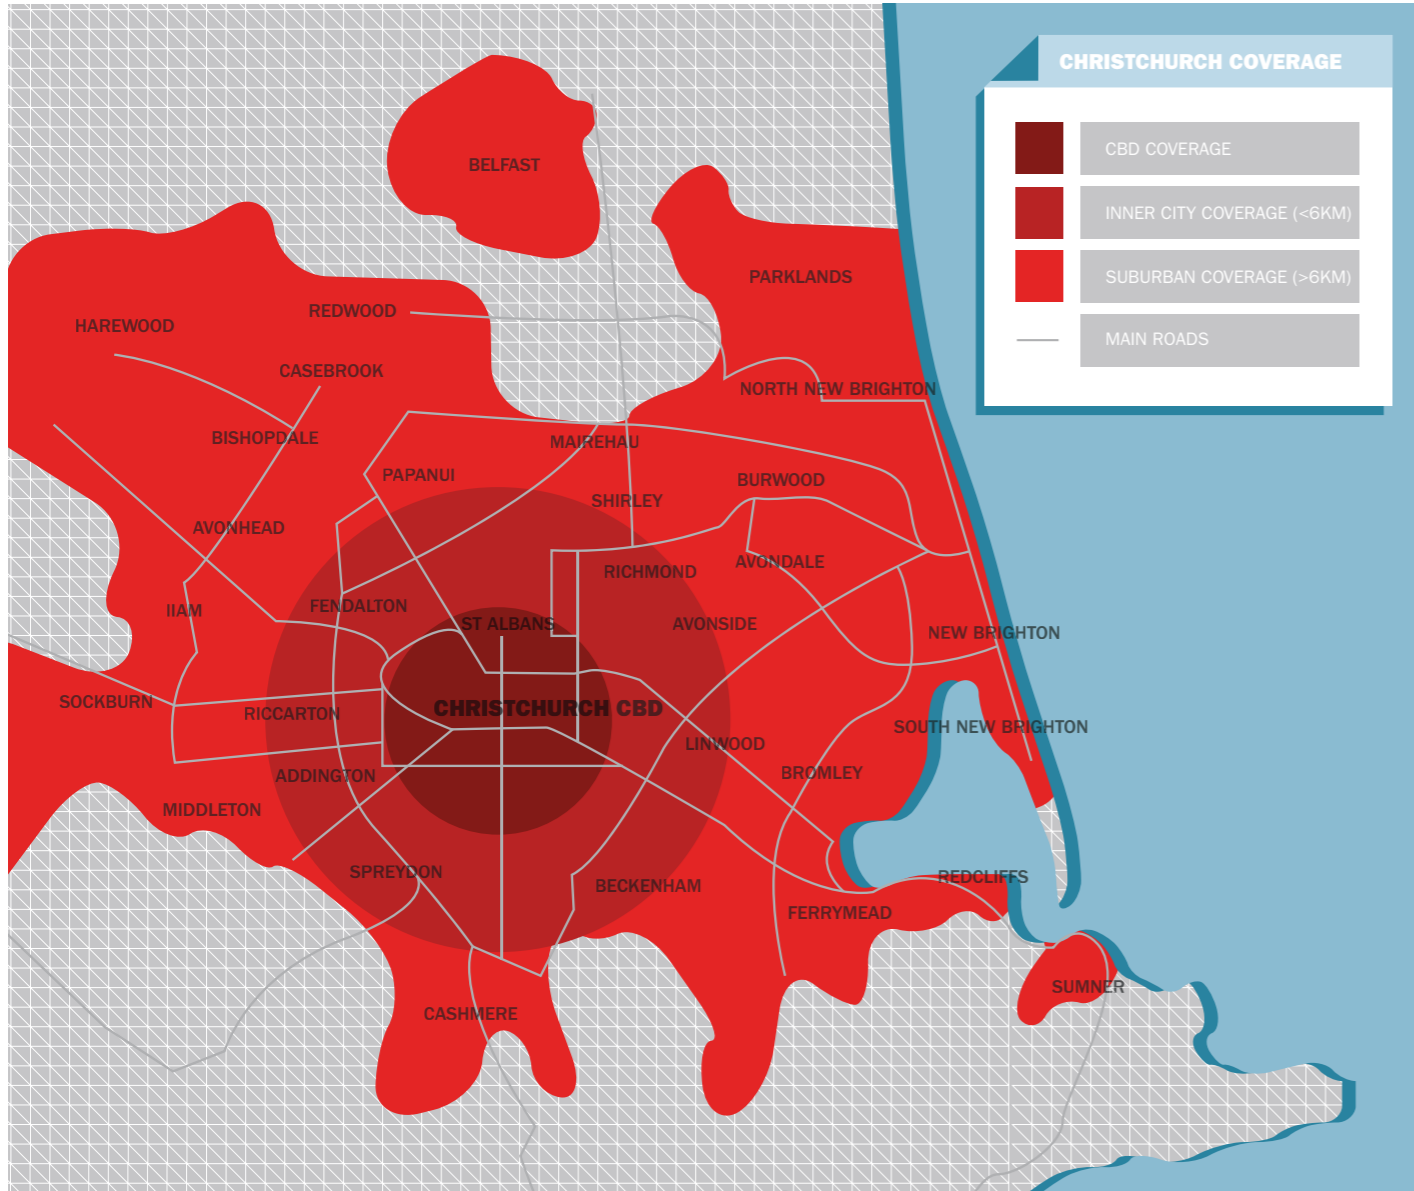 CHRISTCHURCH COVERAGE
CBD COVERAGE
INNER CITY COVERAGE (<6KM)
SUBURBAN COVERAGE (>6KM)
MAIN ROADS
BELFAST
PARKLANDS
REDWOOD
HAREWOOD
CASEBROOK
NORTH NEW BRIGHTON
BISHOPDALE
MAIREHAU
PAPANUI
BURWOOD
SHIRLEY
AVONHEAD
AVONDALE
RICHMOND
FENDALTON
IIAM
ST ALBANS
AVONSIDE
NEW BRIGHTON
SOCKBURN
CHRISTCHURCH CBD
RICCARTON
SOUTH NEW BRIGHTON
LINWOOD
BROMLEY
ADDINGTON
MIDDLETON
SPREYDON
REDCLIFFS
BECKENHAM
FERRYMEAD
SUMNER
CASHMERE